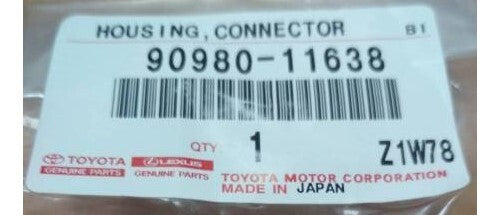 HOUSING, CONNECTOR B1
90980-11638
QTY. 1 Z1W78
TOYOTA LEXUS TOYOTA MOTOR CORPORATION
GENUINE PARTS GENUINE PARTS MADE IN JAPAN